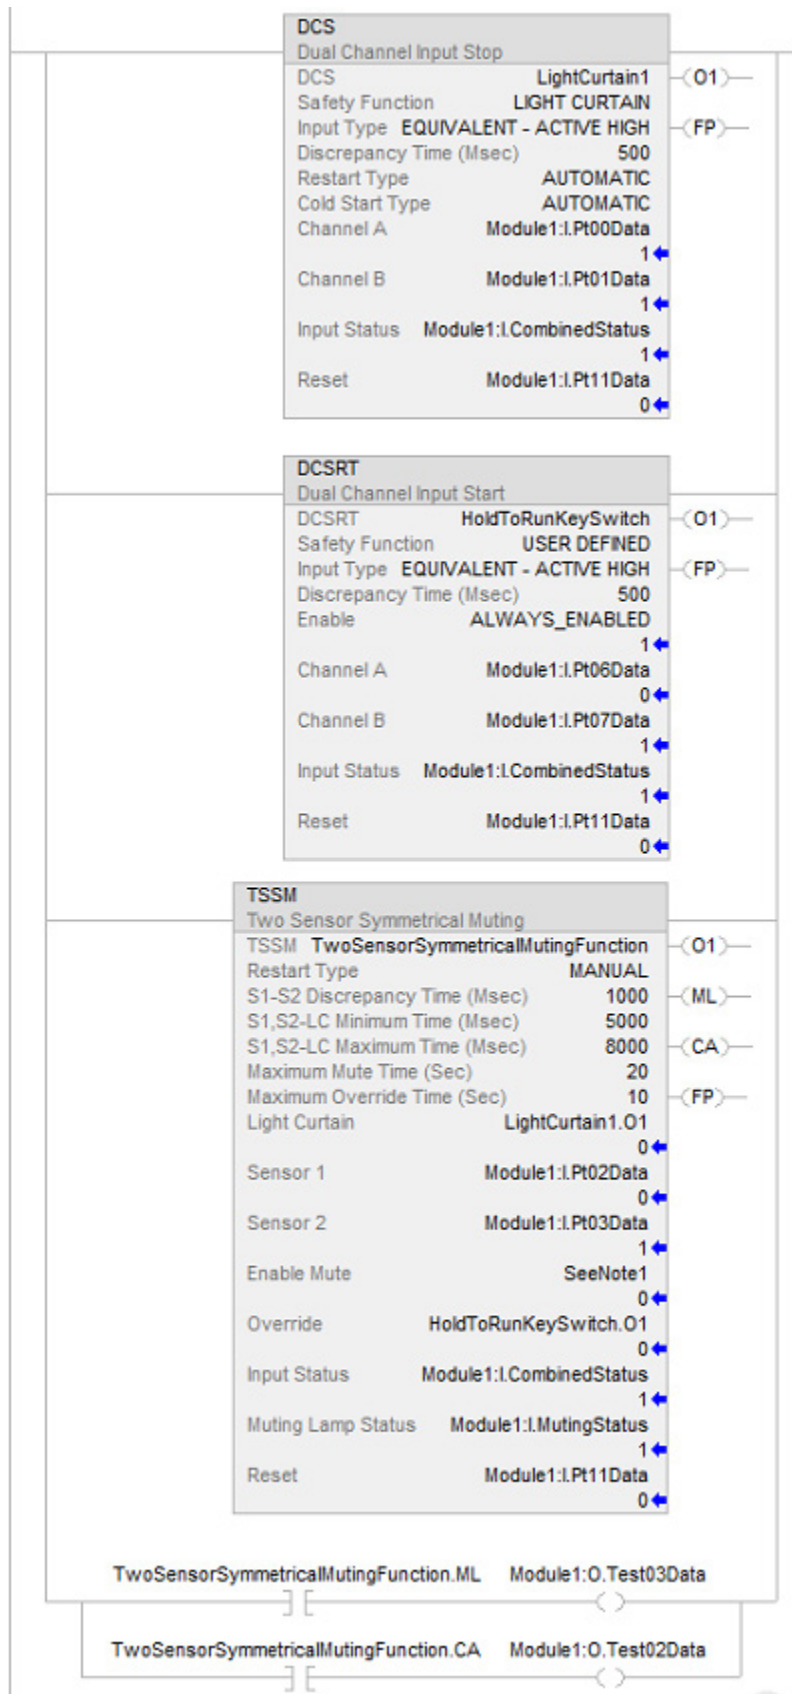 DCS
Dual Channel Input Stop
DCS LightCurtain1 (O1)
Safety Function LIGHT CURTAIN
Input Type EQUIVALENT - ACTIVE HIGH (FP)
Discrepancy Time (Msec) 500
Restart Type AUTOMATIC
Cold Start Type AUTOMATIC
Channel A Module1:I.Pt00Data
1
Channel B Module1:I.Pt01Data
1
Input Status Module1:I.CombinedStatus
1
Reset Module1:I.Pt11Data
0
DCSRT
Dual Channel Input Start
DCSRT HoldToRunKeySwitch (O1)
Safety Function USER DEFINED
Input Type EQUIVALENT - ACTIVE HIGH (FP)
Discrepancy Time (Msec) 500
Enable ALWAYS_ENABLED
1
Channel A Module1:I.Pt06Data
0
Channel B Module1:I.Pt07Data
1
Input Status Module1:I.CombinedStatus
1
Reset Module1:I.Pt11Data
0
TSSM
Two Sensor Symmetrical Muting
TSSM TwoSensorSymmetricalMutingFunction (O1)
Restart Type MANUAL
S1-S2 Discrepancy Time (Msec) 1000 (ML)
S1,S2-LC Minimum Time (Msec) 5000
S1,S2-LC Maximum Time (Msec) 8000 (CA)
Maximum Mute Time (Sec) 20
Maximum Override Time (Sec) 10 (FP)
Light Curtain LightCurtain1.O1
0
Sensor 1 Module1:I.Pt02Data
0
Sensor 2 Module1:I.Pt03Data
1
Enable Mute SeeNote1
0
Override HoldToRunKeySwitch.O1
0
Input Status Module1:I.CombinedStatus
1
Muting Lamp Status Module1:I.MutingStatus
1
Reset Module1:I.Pt11Data
0
TwoSensorSymmetricalMutingFunction.ML Module1:O.Test03Data
TwoSensorSymmetricalMutingFunction.CA Module1:O.Test02Data